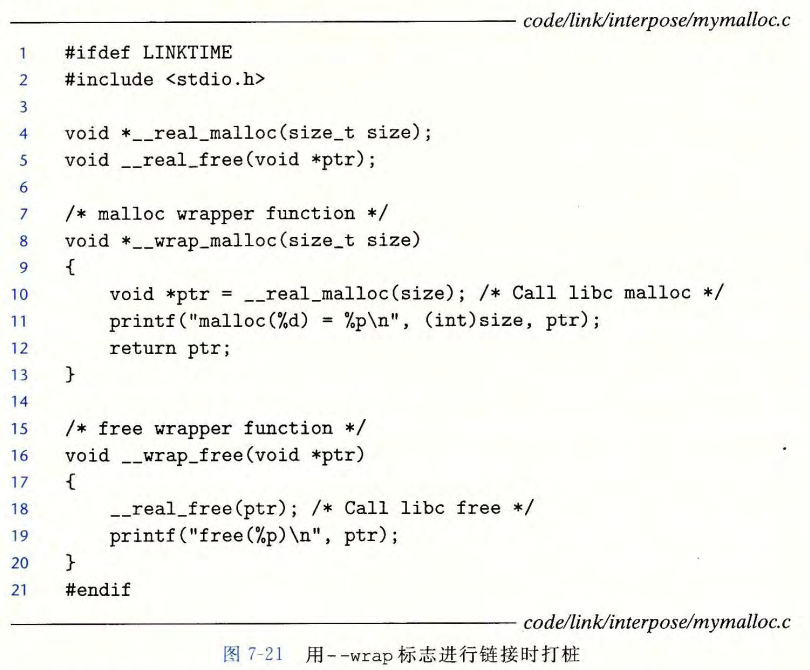 code/link/interpose/mymalloc.c
1 #ifdef LINKTIME
2 #include <stdio.h>
3
4 void *__real_malloc(size_t size);
5 void __real_free(void *ptr);
6
7 /* malloc wrapper function */
8 void *__wrap_malloc(size_t size)
9 {
10     void *ptr = __real_malloc(size); /* Call libc malloc */
11     printf("malloc(%d) = %p\n", (int)size, ptr);
12     return ptr;
13 }
14
15 /* free wrapper function */
16 void __wrap_free(void *ptr)
17 {
18     __real_free(ptr); /* Call libc free */
19     printf("free(%p)\n", ptr);
20 }
21 #endif
code/link/interpose/mymalloc.c
图 7-21 用--wrap 标志进行链接时打桩